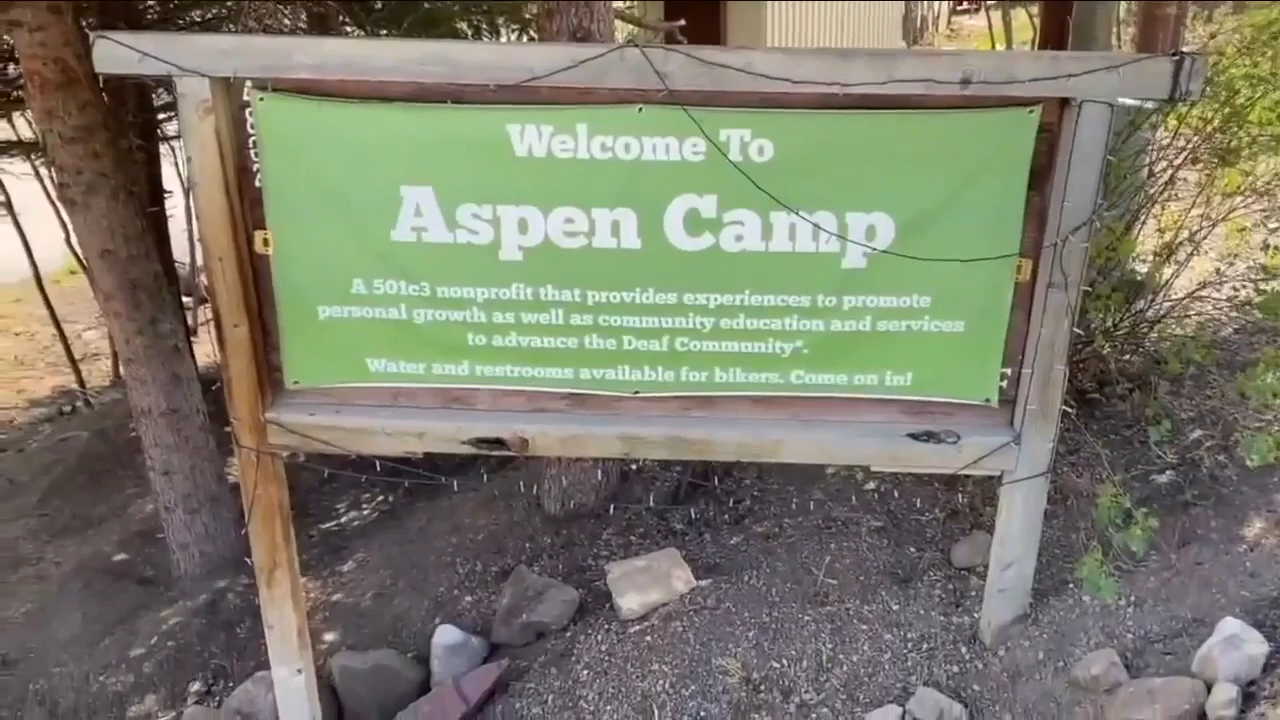 Welcome To
Aspen Camp
A 501c3 nonprofit that provides experiences to promote
personal growth as well as community education and services
to advance the Deaf Community*.
Water and restrooms available for bikers. Come on in!